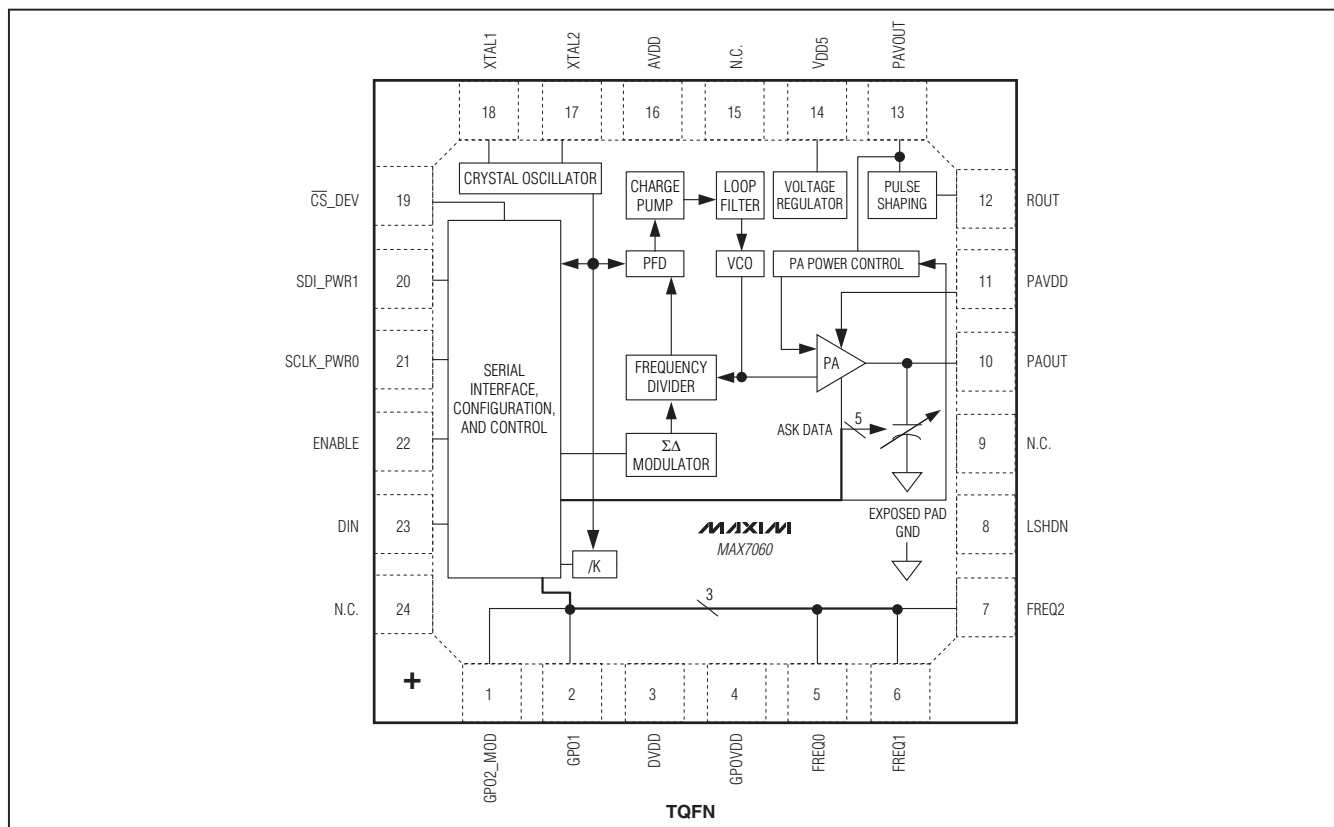 XTAL1
XTAL2
AVDD
N.C.
VDD5
PAVOUT
18
17
16
15
14
13
CRYSTAL OSCILLATOR
CHARGE
PUMP
LOOP
FILTER
VOLTAGE
REGULATOR
PULSE
SHAPING
CS_DEV
19
12
ROUT
SDI_PWR1
20
PFD
VCO
PA POWER CONTROL
11
PAVDD
SCLK_PWR0
21
SERIAL
INTERFACE,
CONFIGURATION,
AND CONTROL
FREQUENCY
DIVIDER
PA
10
PAOUT
ENABLE
22
ΣΔ
MODULATOR
ASK DATA
5
9
N.C.
DIN
23
MAXIM
MAX7060
EXPOSED PAD
GND
8
LSHDN
/K
N.C.
24
3
7
FREQ2
+
1
2
3
4
5
6
GPO2_MOD
GPO1
DVDD
GPOVDD
FREQ0
FREQ1
TQFN